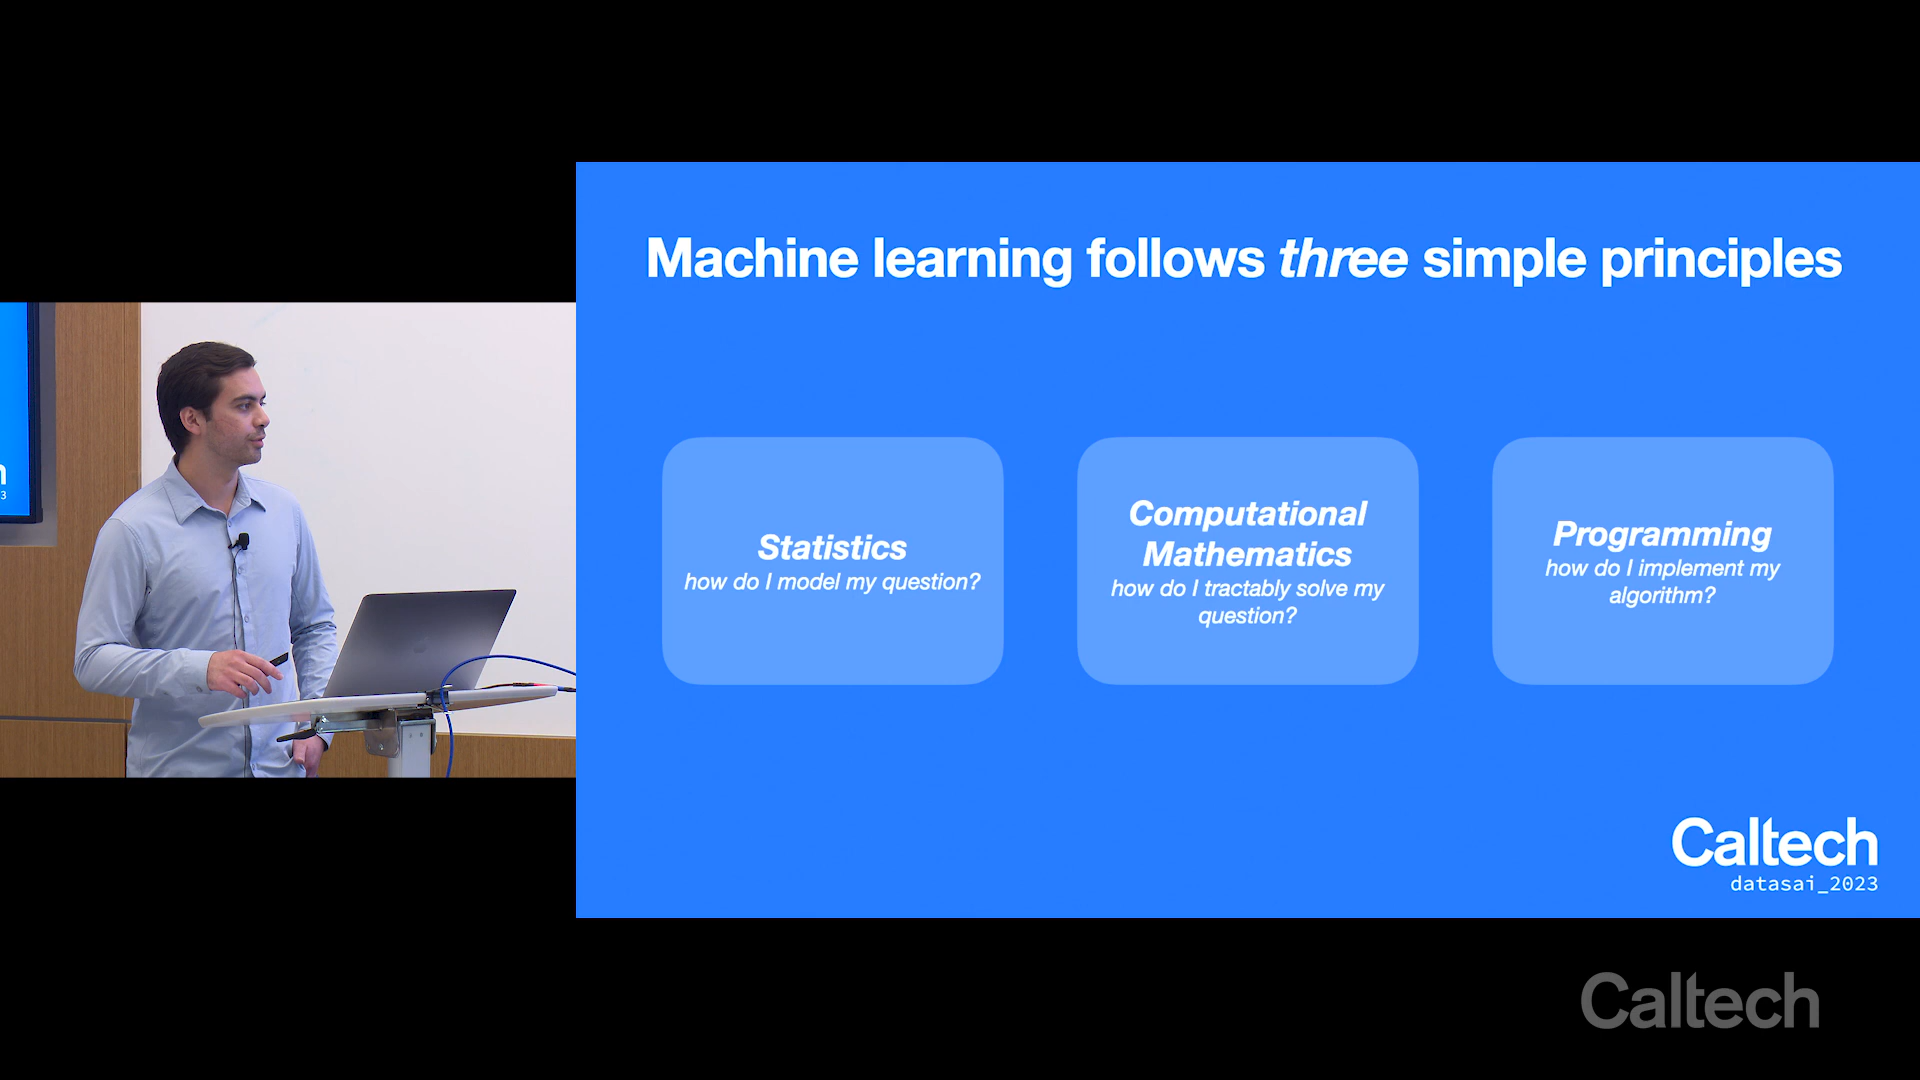 Machine learning follows three simple principles
Statistics
how do I model my question?
Computational
Mathematics
how do I tractably solve my
question?
Programming
how do I implement my
algorithm?
Caltech
datasai_2023
Caltech